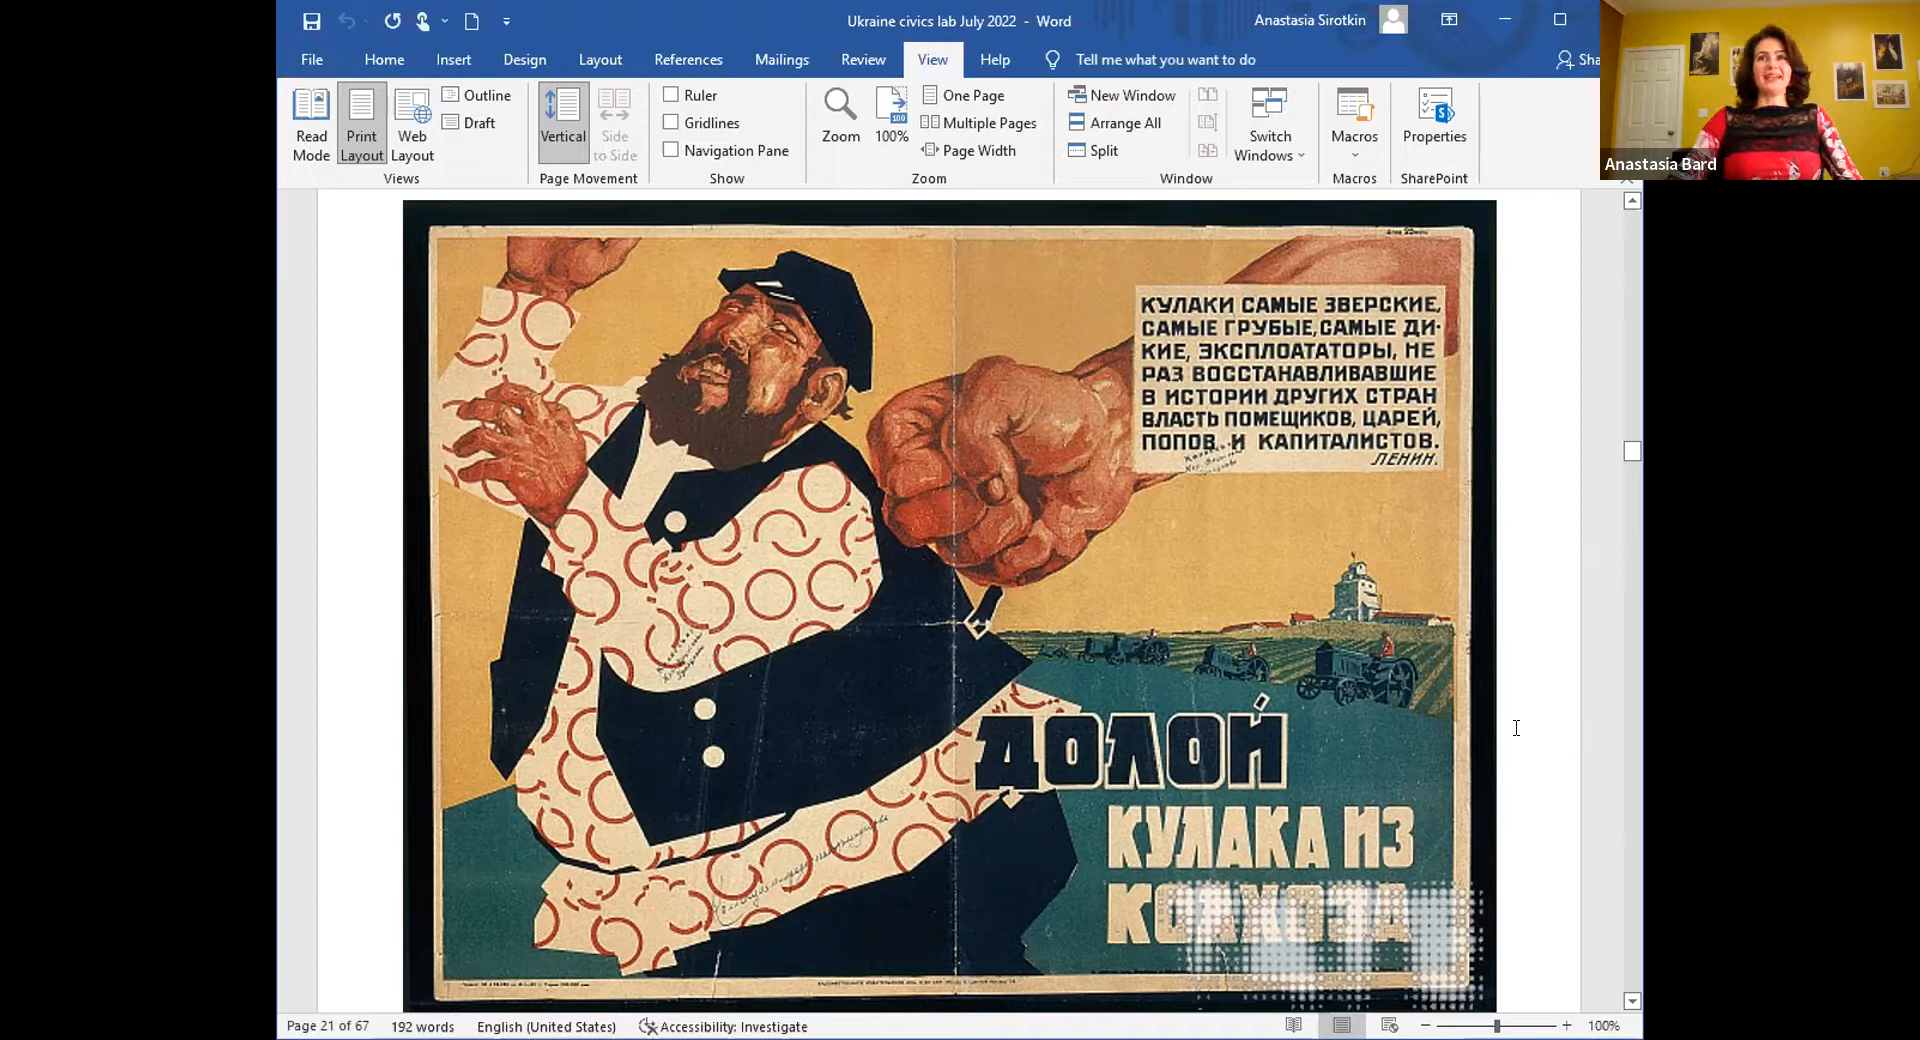 Ukraine civics lab July 2022 - Word
Anastasia Sirotkin
File Home Insert Design Layout References Mailings Review View Help Tell me what you want to do Sha
Read Mode
Print Layout
Web Layout
Outline
Draft
Views
Vertical
Side to Side
Page Movement
Ruler
Gridlines
Navigation Pane
Show
Zoom
100%
One Page
Multiple Pages
Page Width
Zoom
New Window
Arrange All
Split
Switch Windows
Window
Macros
Macros
Properties
SharePoint
Anastasia Bard
КУЛАКИ САМЫЕ ЗВЕРСКИЕ,
САМЫЕ ГРУБЫЕ, САМЫЕ ДИ-
КИЕ, ЭКСПЛОАТАТОРЫ, НЕ
РАЗ ВОССТАНАВЛИВАВШИЕ
В ИСТОРИИ ДРУГИХ СТРАН
ВЛАСТЬ ПОМЕЩИКОВ, ЦАРЕЙ,
ПОПОВ И КАПИТАЛИСТОВ.
ЛЕНИН.
ДОЛОЙ
КУЛАКА ИЗ
КОЛХОЗА
Page 21 of 67 192 words English (United States) Accessibility: Investigate 100%